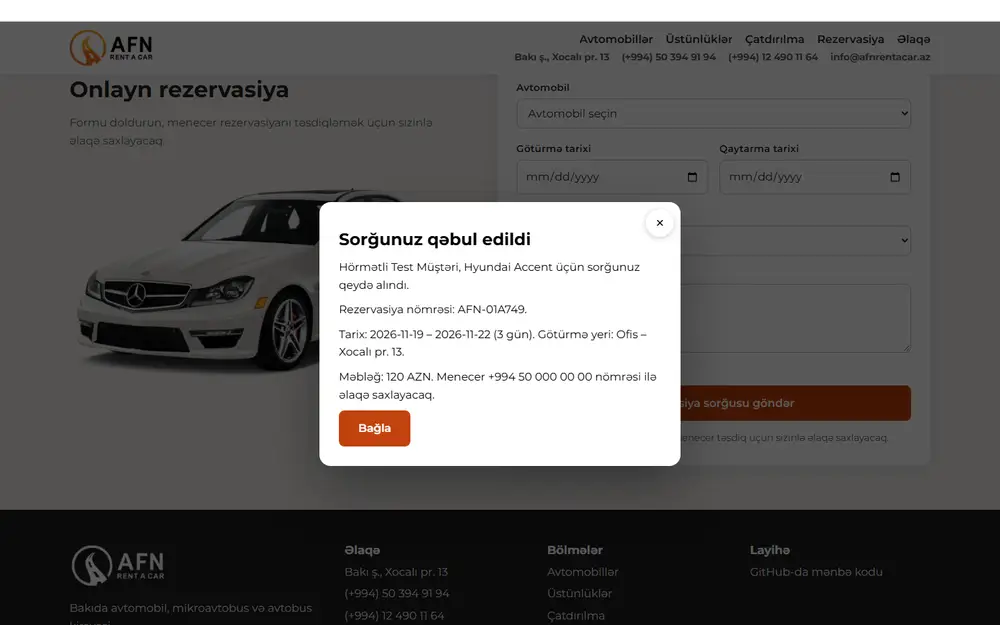 AFN
RENT A CAR
Avtomobillər Üstünlüklər Çatdırılma Rezervasiya Əlaqə
Bakı ş., Xocalı pr. 13 (+994) 50 394 91 94 (+994) 12 490 11 64 info@afnrentacar.az
Onlayn rezervasiya
Formu doldurun, menecer rezervasiyanı təsdiqləmək üçün sizinlə
əlaqə saxlayacaq.
Avtomobil
Avtomobil seçin
Götürmə tarixi Qaytarma tarixi
mm/dd/yyyy mm/dd/yyyy
×
Sorğunuz qəbul edildi
Hörmətli Test Müştəri, Hyundai Accent üçün sorğunuz
qeydə alındı.
Rezervasiya nömrəsi: AFN-01A749.
Tarix: 2026-11-19 – 2026-11-22 (3 gün). Götürmə yeri: Ofis –
Xocalı pr. 13.
Məbləğ: 120 AZN. Menecer +994 50 000 00 00 nömrəsi ilə
əlaqə saxlayacaq.
Bağla
sorğusu göndər
menecer təsdiq üçün sizinlə əlaqə saxlayacaq.
AFN
RENT A CAR
Bakıda avtomobil, mikroavtobus və avtobus
Əlaqə
Bakı ş., Xocalı pr. 13
(+994) 50 394 91 94
(+994) 12 490 11 64
Bölmələr
Avtomobillər
Üstünlüklər
Çatdırılma
Layihə
GitHub-da mənbə kodu